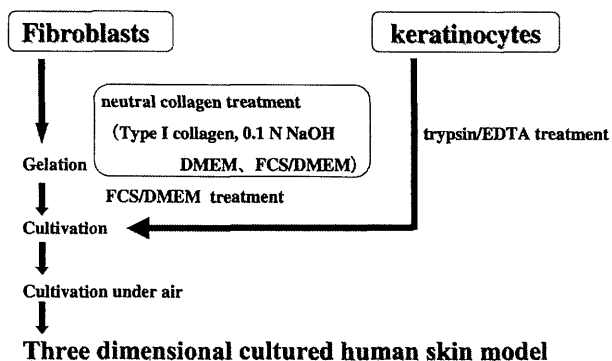 Fibroblasts
keratinocytes
neutral collagen treatment
(Type I collagen, 0.1 N NaOH
DMEM、FCS/DMEM)
trypsin/EDTA treatment
Gelation
FCS/DMEM treatment
Cultivation
Cultivation under air
Three dimensional cultured human skin model